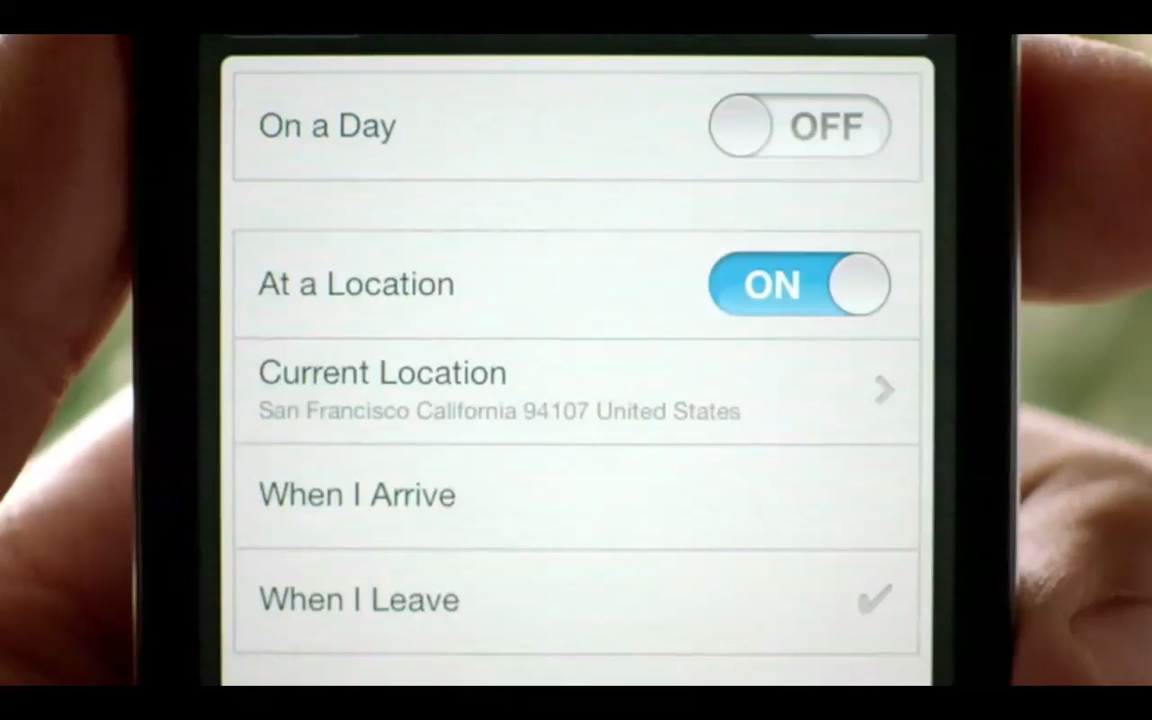 On a Day
OFF
At a Location
ON
Current Location
San Francisco California 94107 United States
When I Arrive
When I Leave